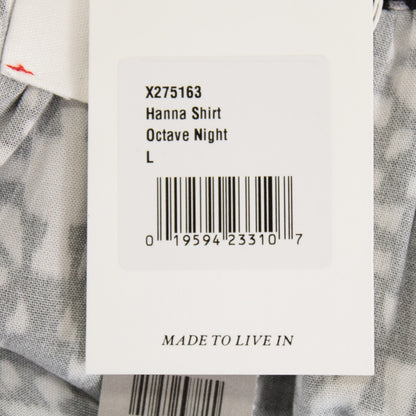 X275163
Hanna Shirt
Octave Night
L
0 19594 23310 7
MADE TO LIVE IN